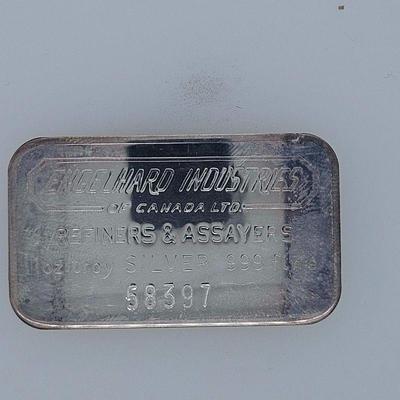 ENGELHARD INDUSTRIES
OF CANADA LTD.
REFINERS & ASSAYERS
1 oz troy SILVER 999 fine
68397